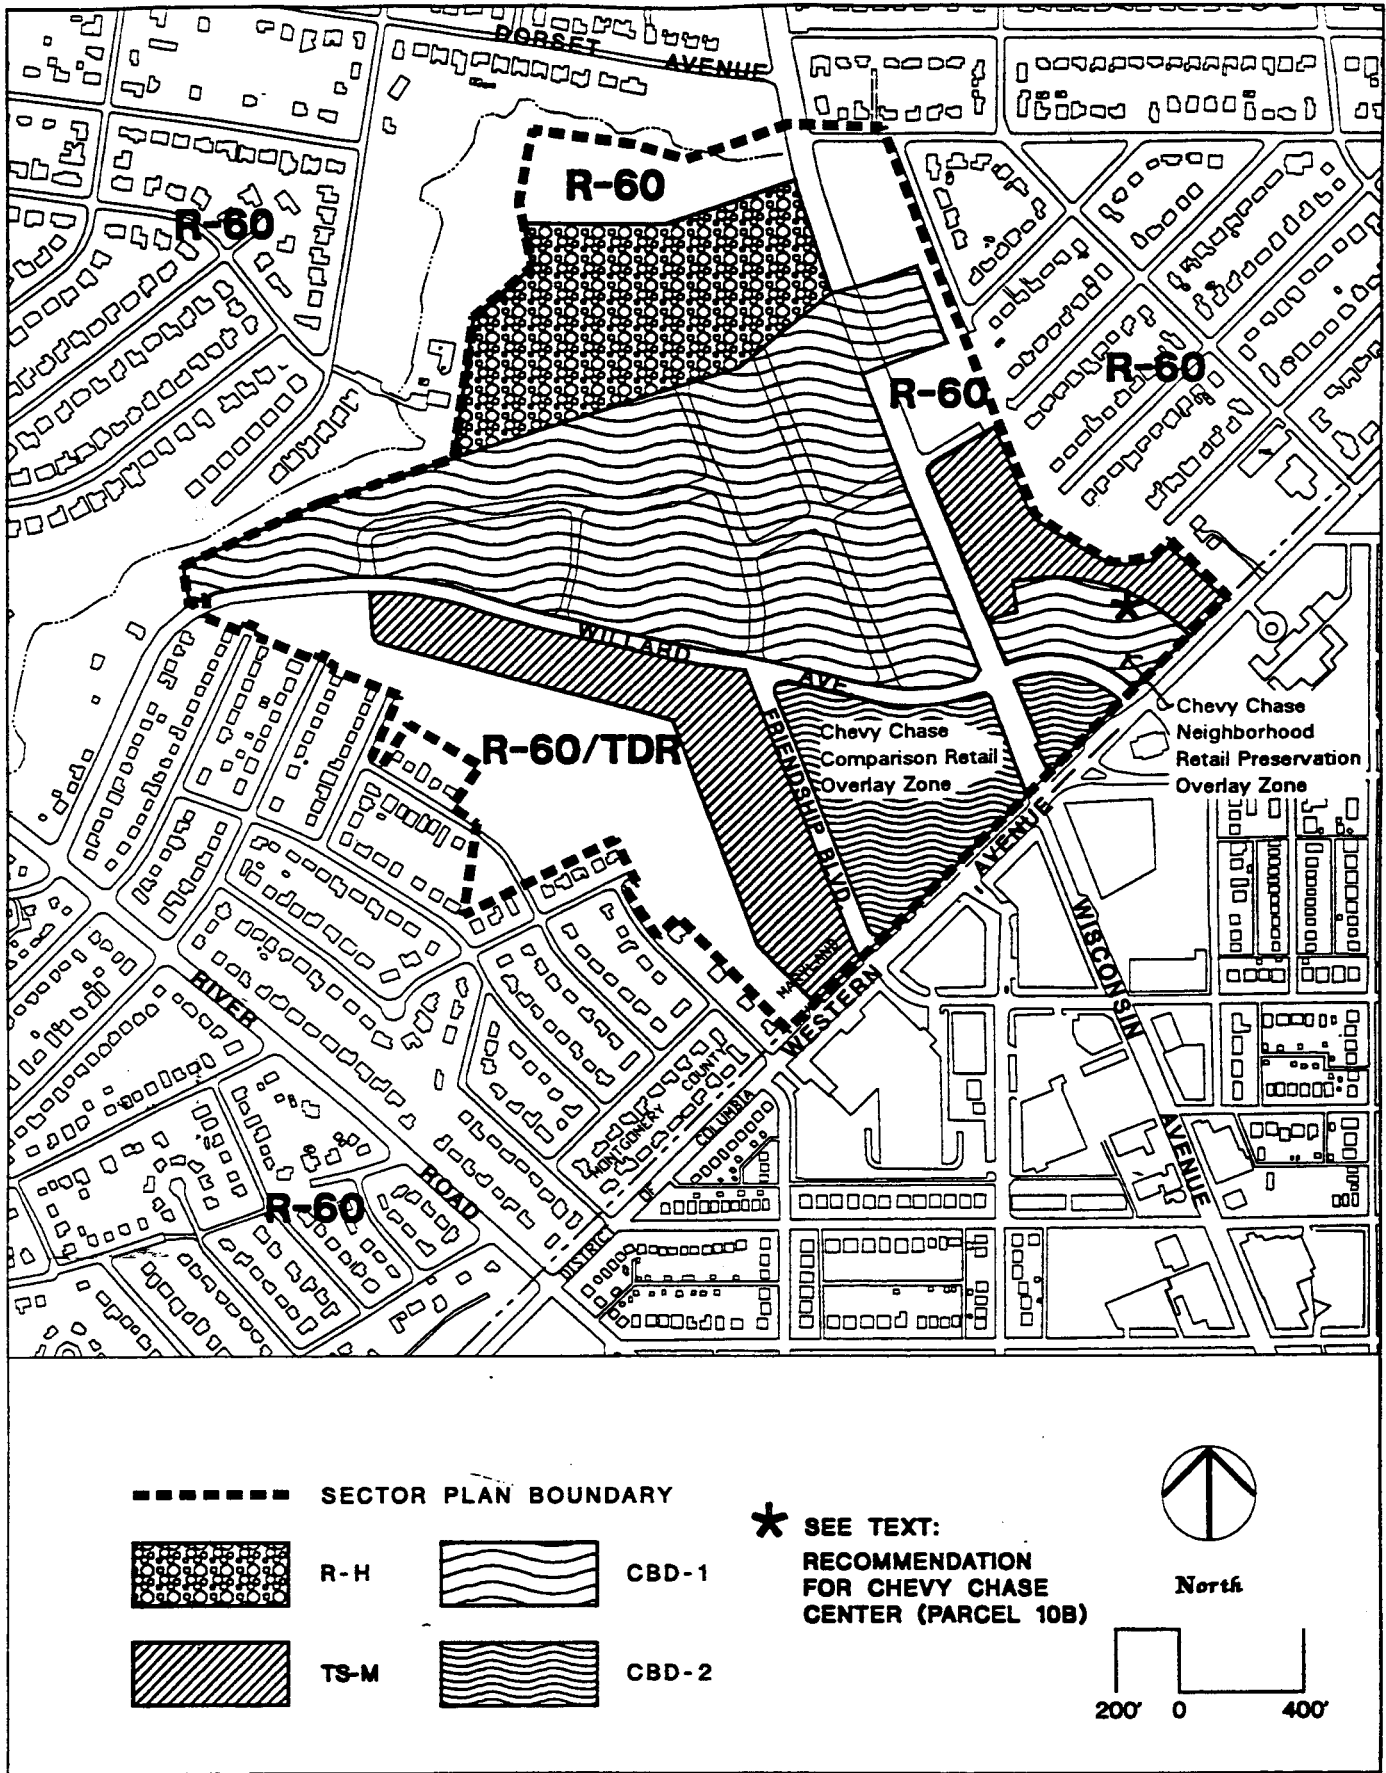 DORSET AVENUE
R-60
R-60
R-60
R-60
WILLARD AVE
Chevy Chase
Comparison Retail
Overlay Zone
FRIENDSHIP BLVD
R-60/TDR
Chevy Chase
Neighborhood
Retail Preservation
Overlay Zone
WESTERN AVENUE
WISCONSIN AVENUE
MARYLAND
MONTGOMERY COUNTY
DISTRICT OF COLUMBIA
RIVER ROAD
R-60
SECTOR PLAN BOUNDARY
R-H
CBD-1
TS-M
CBD-2
* SEE TEXT:
RECOMMENDATION
FOR CHEVY CHASE
CENTER (PARCEL 10B)
North
200' 0 400'